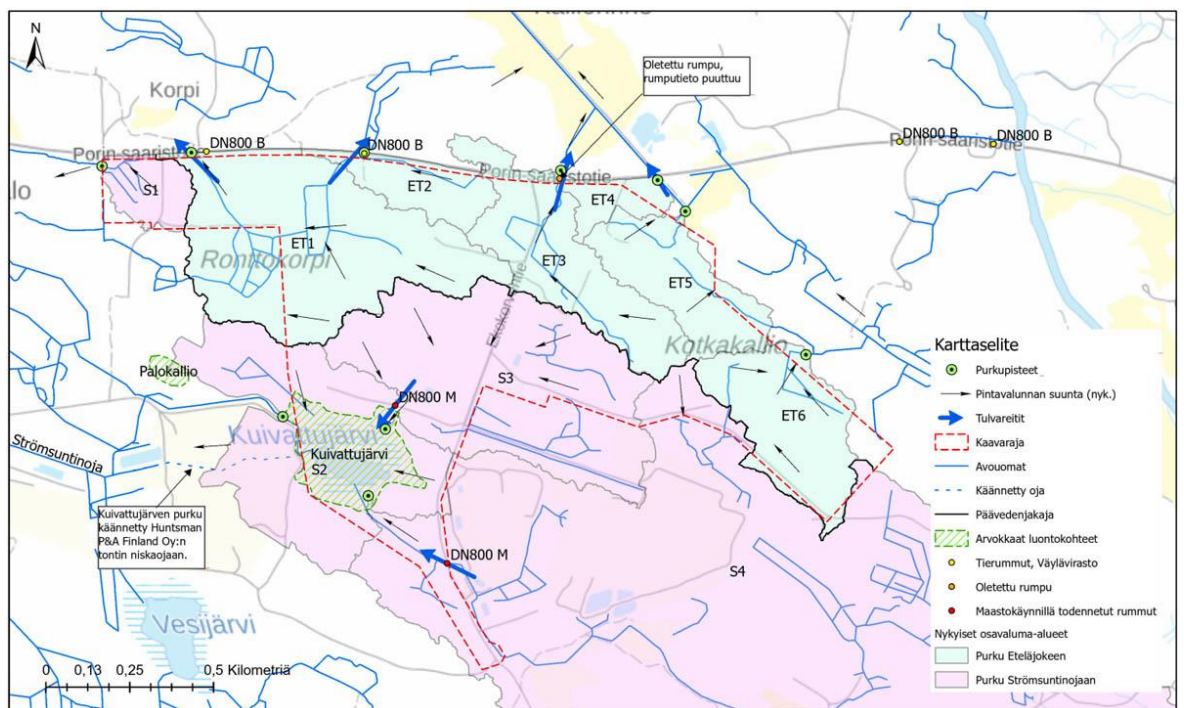 N
Korpi
Oletettu rumpu,
rumputieto puuttuu
DN800 B
DN800 B
DN800 B
DN800 B
Porin-saaristotie
Porin-saaristotie
Porin-saaristotie
S1
ET2
ET4
ET1
Ronttokorpi
ET3
ET5
Kotkakallio
S3
Palokallio
DN800 M
ET6
Kuivattujärvi
Kuivattujärvi
S2
Strömsuntinoja
Kuivattujärven purku
käännetty Huntsman
P&A Finland Oy:n
tontin niskaojaan.
DN800 M
S4
Vesijärvi
0 0,13 0,25 0,5 Kilometriä
Karttaselite
Purkupisteet
Pintavalunnan suunta (nyk.)
Tulvareitit
Kaavaraja
Avouomat
Käännetty oja
Päävedenjakaja
Arvokkaat luontokohteet
Tierummut, Väylävirasto
Oletettu rumpu
Maastokäynnillä todennetut rummut
Nykyiset osavaluma-alueet
Purku Eteläjokeen
Purku Strömsuntinojaan